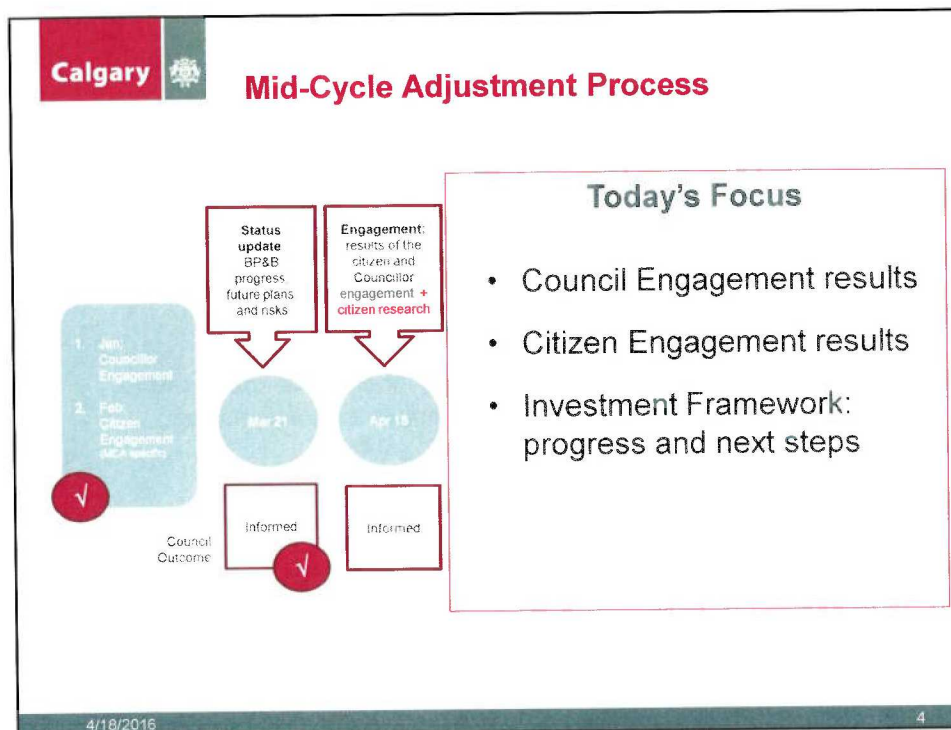 Calgary
Mid-Cycle Adjustment Process
Status
update
BP&B
progress
future plans
and risks
Engagement:
results of the
citizen and
Councillor
engagement +
citizen research
1. Jan:
Councillor
Engagement
2. Feb:
Citizen
Engagement
(MCA specific)
√
Mar 21
Apr 18
Council
Outcome
Informed
√
Informed
Today's Focus
• Council Engagement results
• Citizen Engagement results
• Investment Framework:
progress and next steps
4/18/2016
4